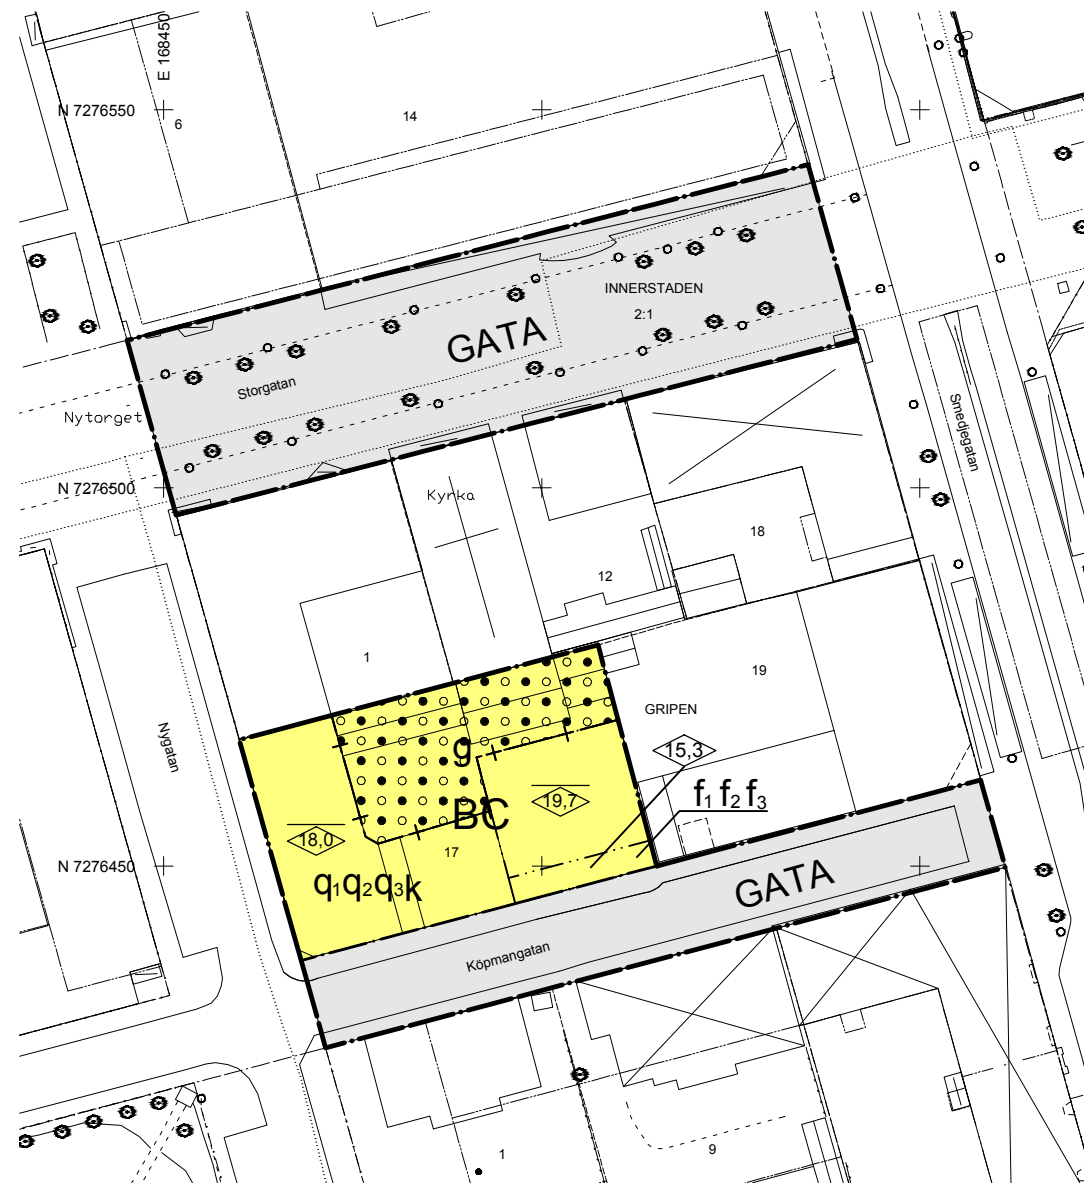 E 168450
N 7276550
6
14
INNERSTADEN
2:1
GATA
Storgatan
Nytorget
Smedjegatan
N 7276500
Kyrka
18
12
1
19
GRIPEN
Nygatan
g
15,3
f1 f2 f3
19,7
BC
18,0
17
N 7276450
q1q2q3k
GATA
Köpmangatan
1
9